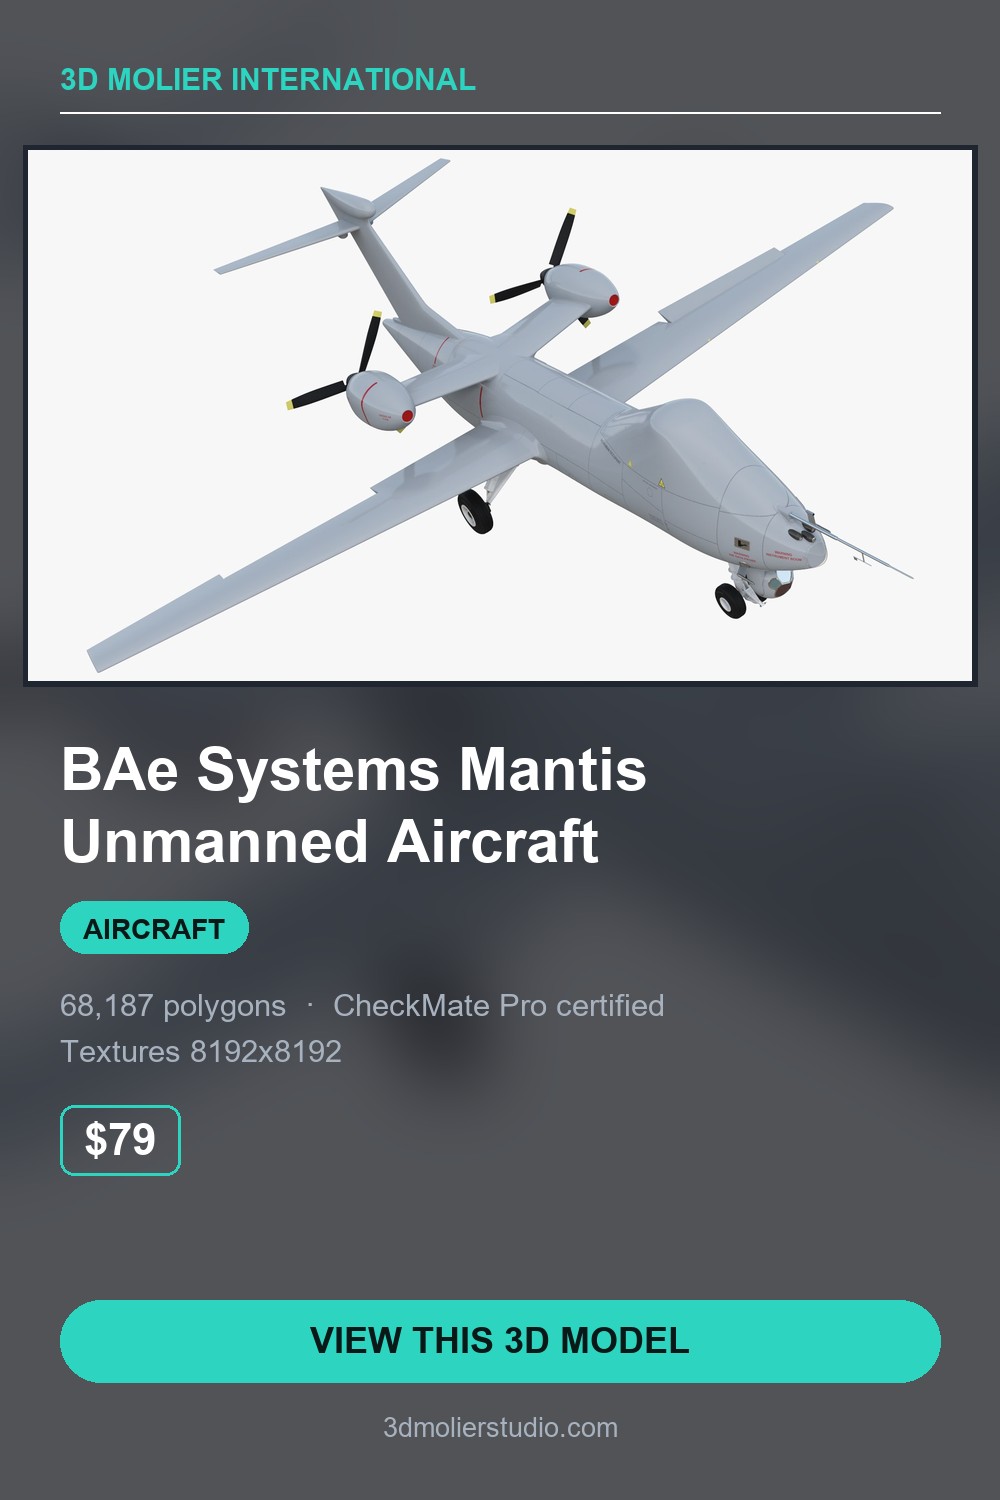 3D MOLIER INTERNATIONAL
BAe Systems Mantis
Unmanned Aircraft
AIRCRAFT
68,187 polygons · CheckMate Pro certified
Textures 8192x8192
$79
VIEW THIS 3D MODEL
3dmolierstudio.com